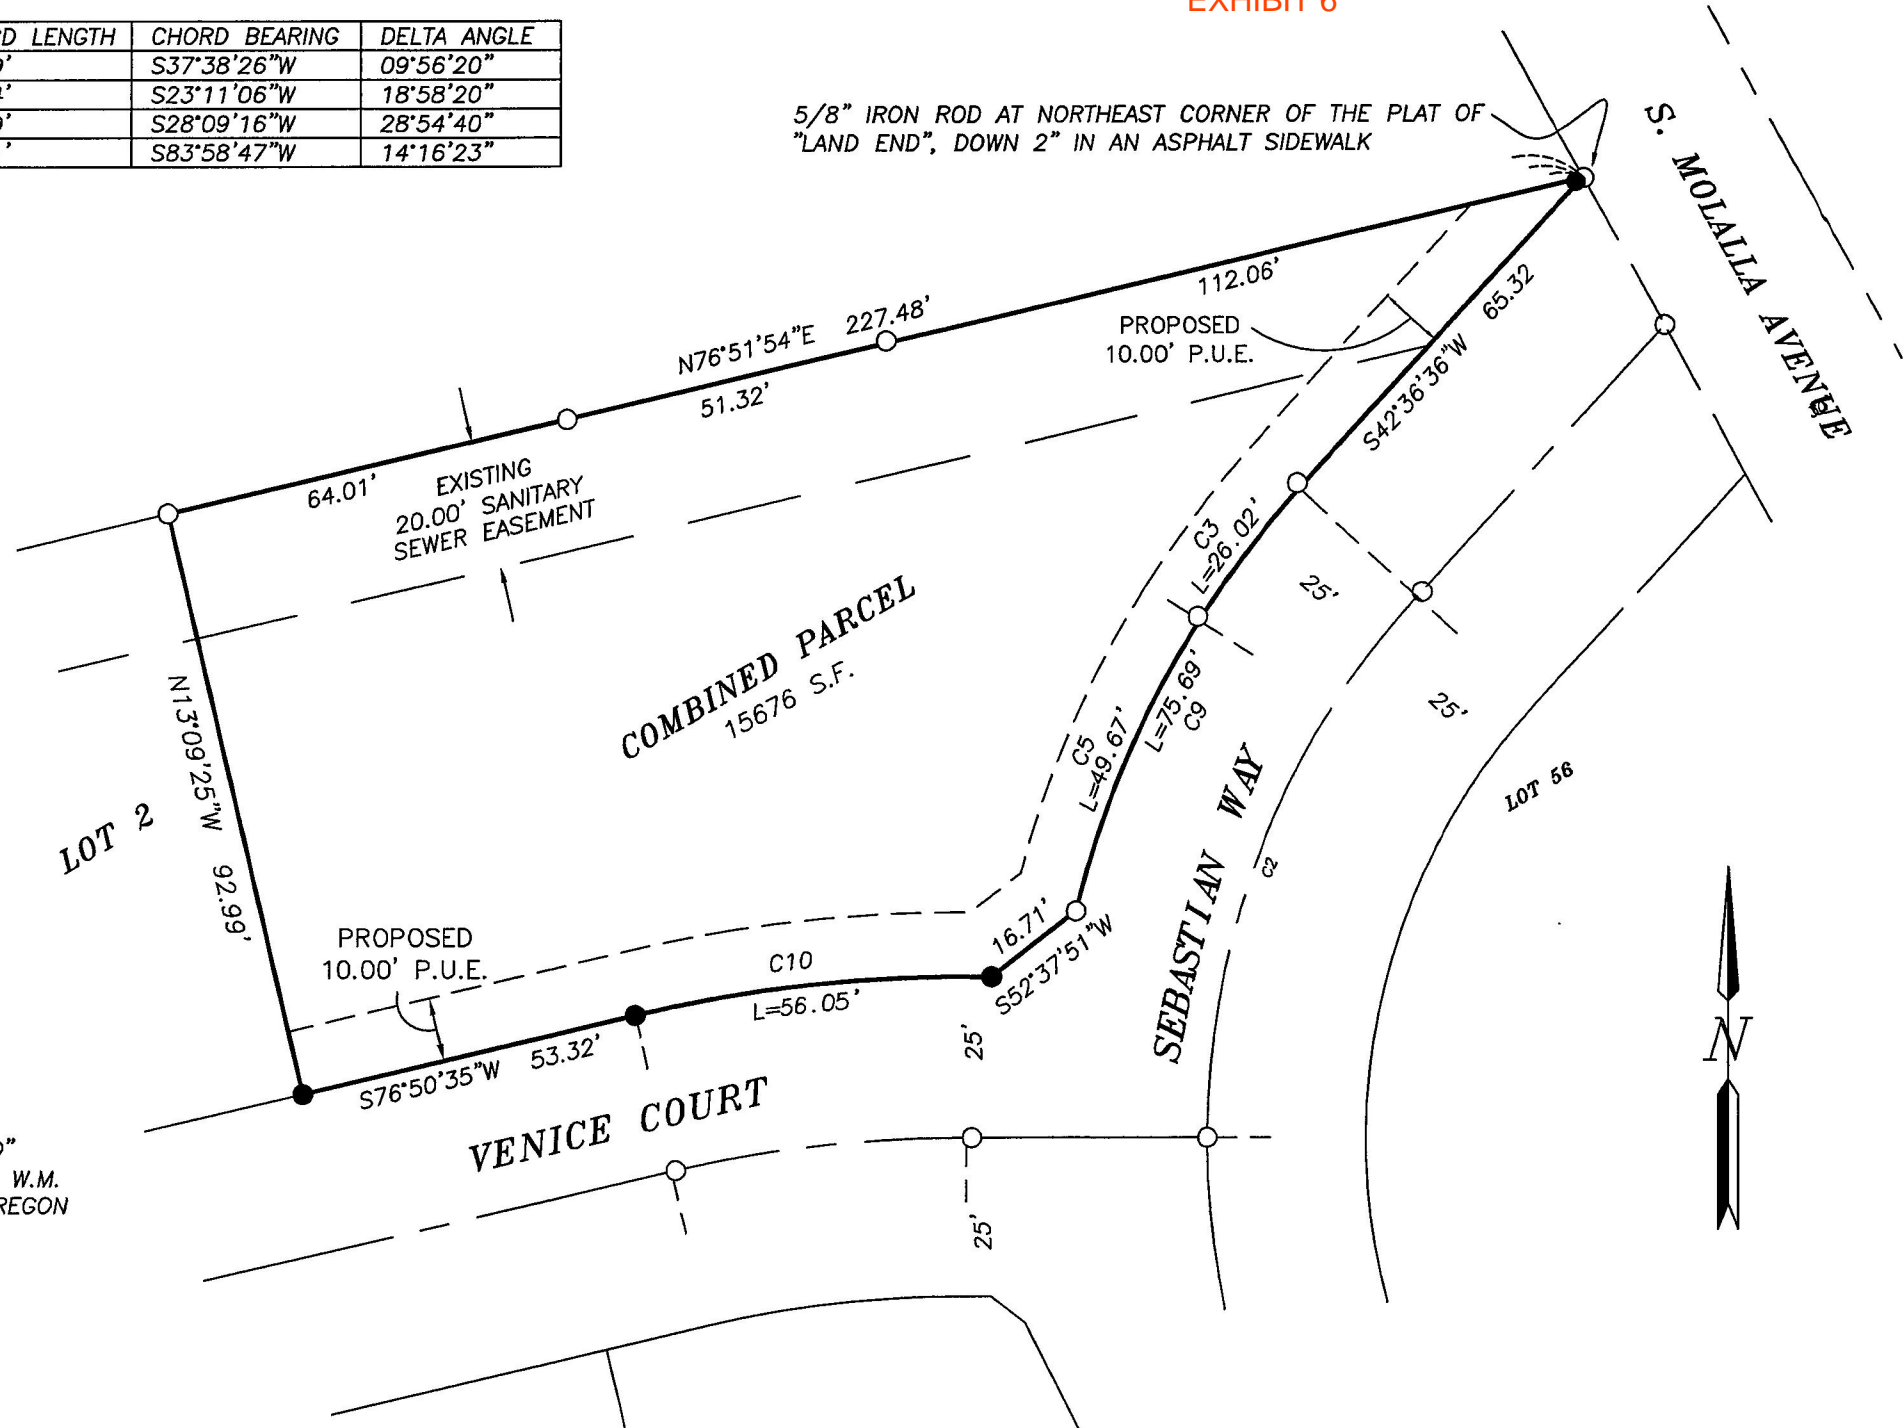 EXHIBIT 6
LENGTH CHORD BEARING DELTA ANGLE
S37°38'26"W 09°56'20"
S23°11'06"W 18°58'20"
S28°09'16"W 28°54'40"
S83°58'47"W 14°16'23"
5/8" IRON ROD AT NORTHEAST CORNER OF THE PLAT OF
"LAND END", DOWN 2" IN AN ASPHALT SIDEWALK
S. MOLALLA AVENUE
112.06'
65.32
PROPOSED
10.00' P.U.E.
N76°51'54"E 227.48'
51.32'
S42°36'36"W
64.01'
EXISTING
20.00' SANITARY
SEWER EASEMENT
C3
L=26.02'
25'
COMBINED PARCEL
15676 S.F.
C5
L=49.67'
L=75.69'
C9
25'
N13°09'25"W 92.99'
LOT 2
LOT 56
SEBASTIAN WAY
C2
PROPOSED
10.00' P.U.E.
C10
L=56.05'
16.71'
S52°37'51"W
S76°50'35"W 53.32'
25'
VENICE COURT
25'
N
W.M.